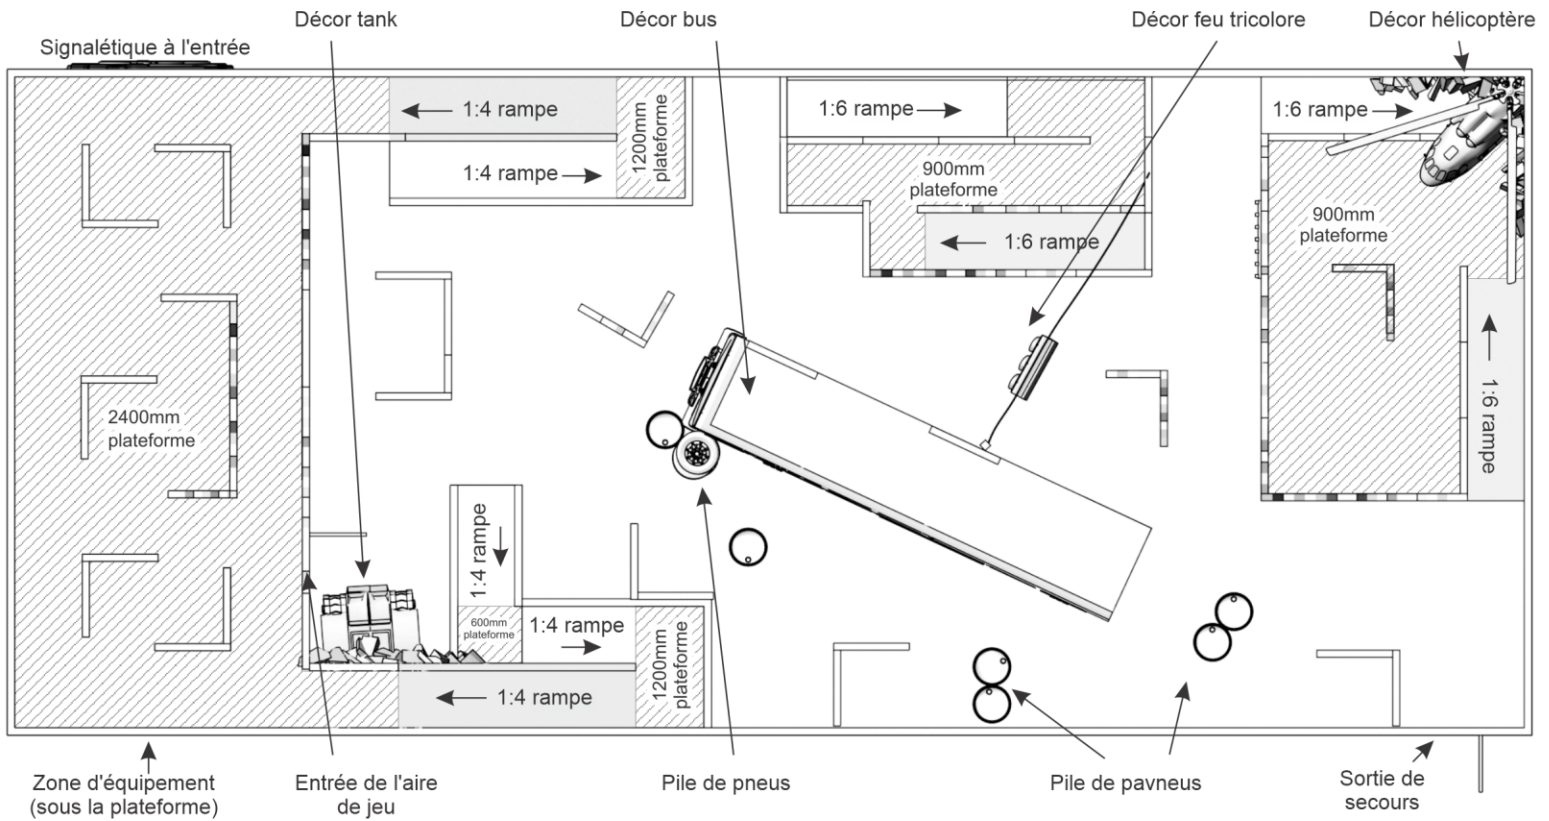 Décor tank
Décor bus
Décor feu tricolore
Décor hélicoptère
Signalétique à l'entrée
1:4 rampe
1200mm
plateforme
1:4 rampe
1:6 rampe
900mm
plateforme
1:6 rampe
1:6 rampe
900mm
plateforme
1:6 rampe
2400mm
plateforme
1:4 rampe
600mm
plateforme
1:4 rampe
1200mm
plateforme
1:4 rampe
Zone d'équipement
(sous la plateforme)
Entrée de l'aire
de jeu
Pile de pneus
Pile de pavneus
Sortie de
secours